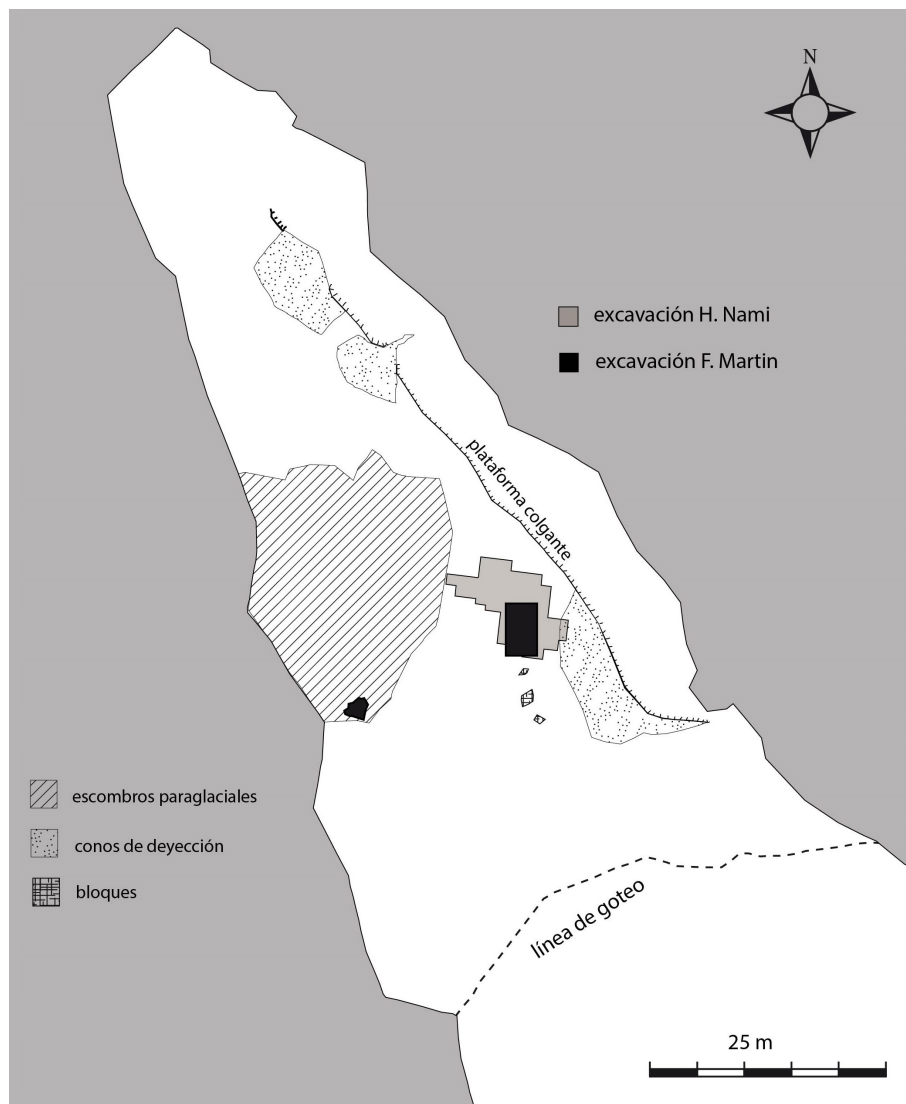 N
excavación H. Nami
excavación F. Martin
plataforma colgante
escombros paraglaciales
conos de deyección
bloques
línea de goteo
25 m